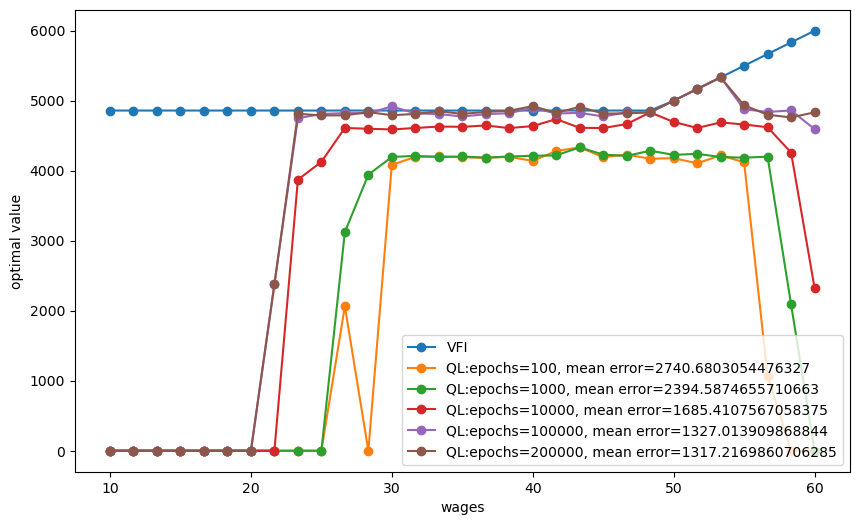 6000
5000
4000
3000
2000
1000
0
optimal value
10
20
30
40
50
60
wages
VFI
QL:epochs=100, mean error=2740.6803054476327
QL:epochs=1000, mean error=2394.5874655710663
QL:epochs=10000, mean error=1685.4107567058375
QL:epochs=100000, mean error=1327.013909868844
QL:epochs=200000, mean error=1317.2169860706285